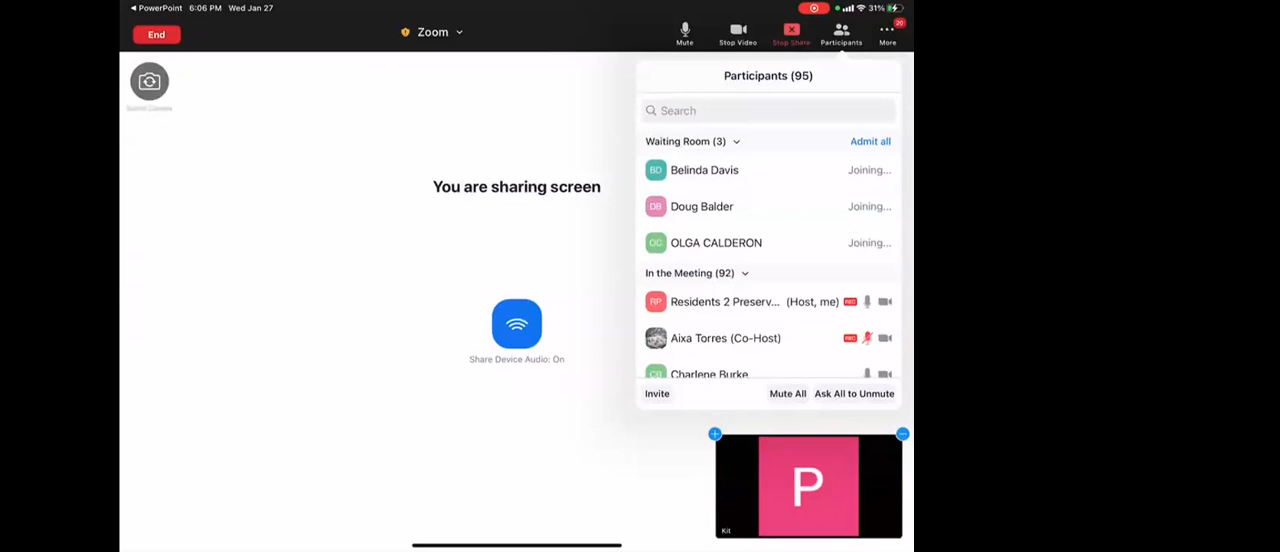 ◀ PowerPoint 6:06 PM Wed Jan 27 31%
End
Zoom
Mute Stop Video Stop Share Participants More
20
Participants (95)
Search
Waiting Room (3) Admit all
BD Belinda Davis Joining...
DB Doug Balder Joining...
OC OLGA CALDERON Joining...
In the Meeting (92)
RP Residents 2 Preserv... (Host, me) REC
Aixa Torres (Co-Host) REC
CB Charlene Burke
Invite Mute All Ask All to Unmute
You are sharing screen
Share Device Audio: On
P
Kit